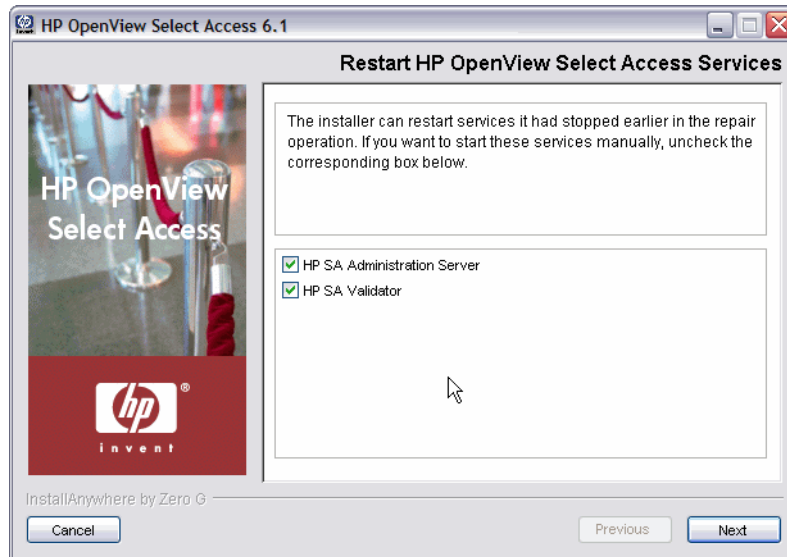 HP OpenView Select Access 6.1
Restart HP OpenView Select Access Services
The installer can restart services it had stopped earlier in the repair
operation. If you want to start these services manually, uncheck the
corresponding box below.
HP OpenView
Select Access
HP SA Administration Server
HP SA Validator
hp
®
invent
InstallAnywhere by Zero G
Cancel
Previous
Next